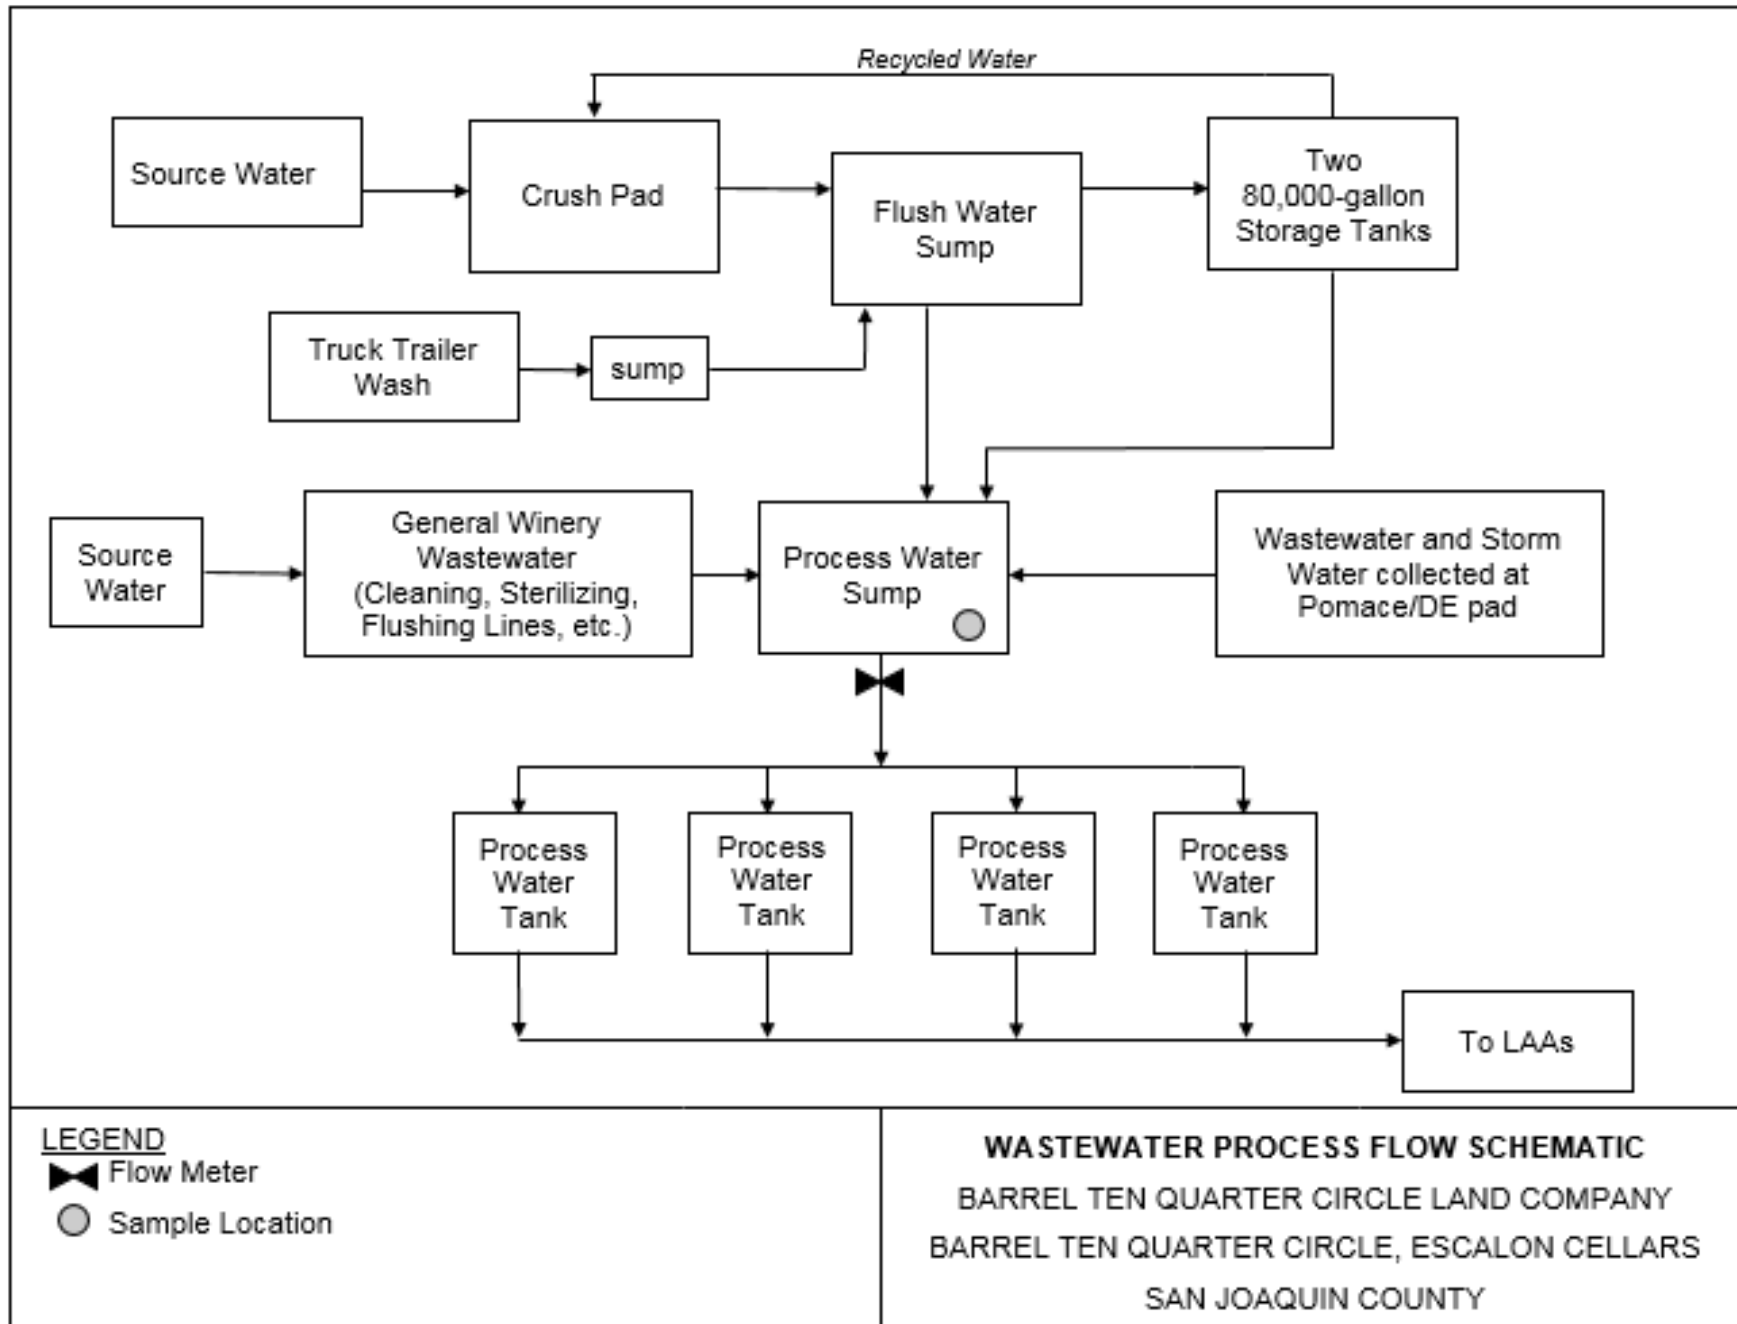 Recycled Water
Source Water
Crush Pad
Flush Water
Sump
Two
80,000-gallon
Storage Tanks
Truck Trailer
Wash
sump
Source
Water
General Winery
Wastewater
(Cleaning, Sterilizing,
Flushing Lines, etc.)
Process Water
Sump
Wastewater and Storm
Water collected at
Pomace/DE pad
Process
Water
Tank
Process
Water
Tank
Process
Water
Tank
Process
Water
Tank
To LAAs
LEGEND
Flow Meter
Sample Location
WASTEWATER PROCESS FLOW SCHEMATIC
BARREL TEN QUARTER CIRCLE LAND COMPANY
BARREL TEN QUARTER CIRCLE, ESCALON CELLARS
SAN JOAQUIN COUNTY